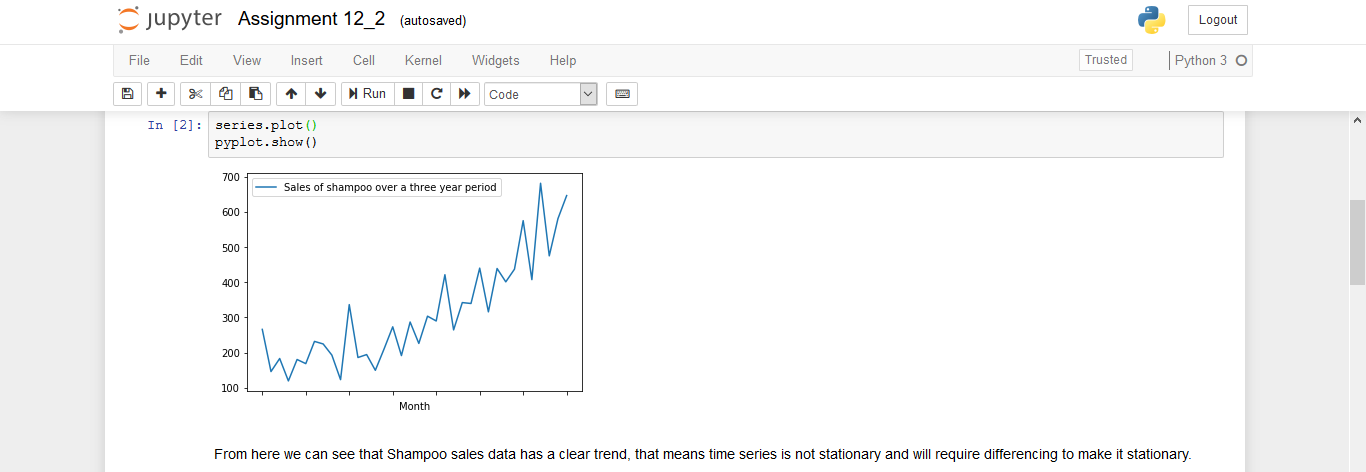 jupyter Assignment 12_2 (autosaved) Logout
File Edit View Insert Cell Kernel Widgets Help Trusted Python 3
Run Code
In [2]: series.plot()
pyplot.show()
700
Sales of shampoo over a three year period
600
500
400
300
200
100
Month
From here we can see that Shampoo sales data has a clear trend, that means time series is not stationary and will require differencing to make it stationary.